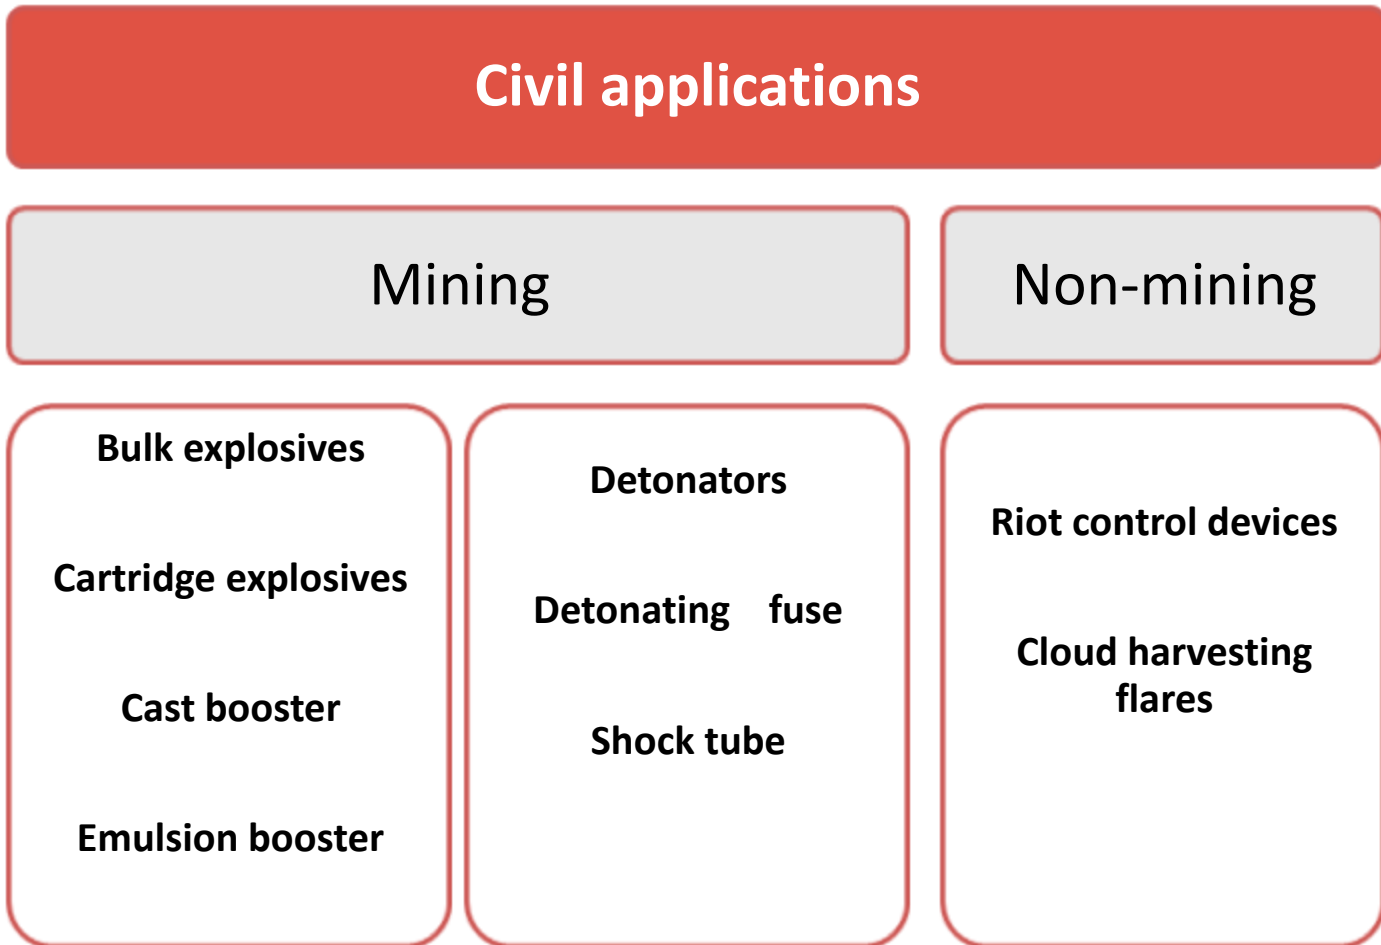 Civil applications
Mining
Non-mining
Bulk explosives
Cartridge explosives
Cast booster
Emulsion booster
Detonators
Detonating fuse
Shock tube
Riot control devices
Cloud harvesting
flares